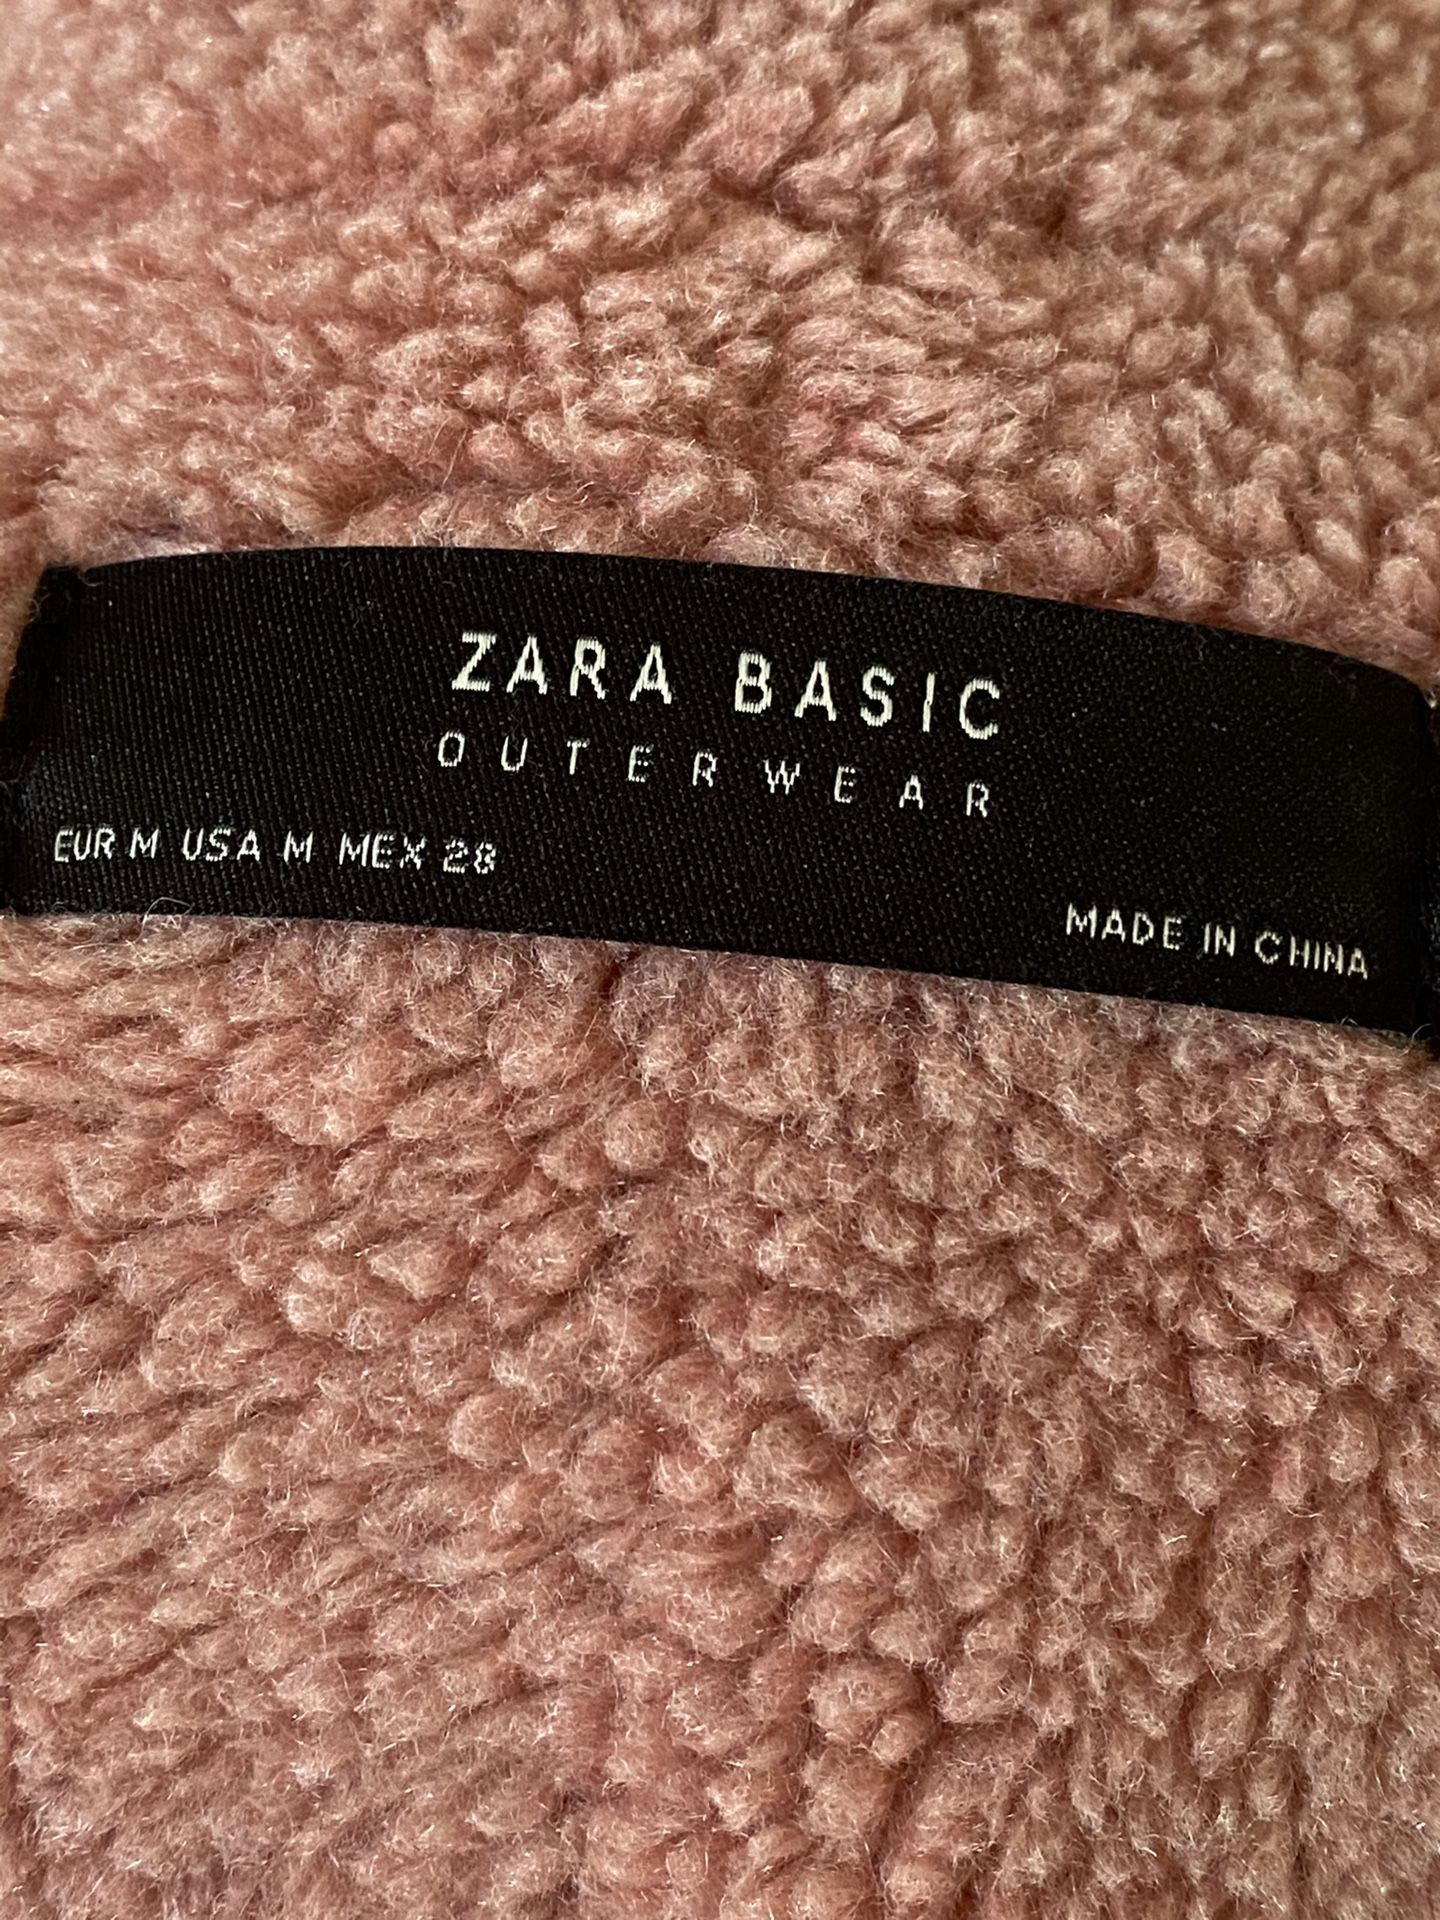 ZARA BASIC
OUTERWEAR
EUR M USA M MEX 28
MADE IN CHINA